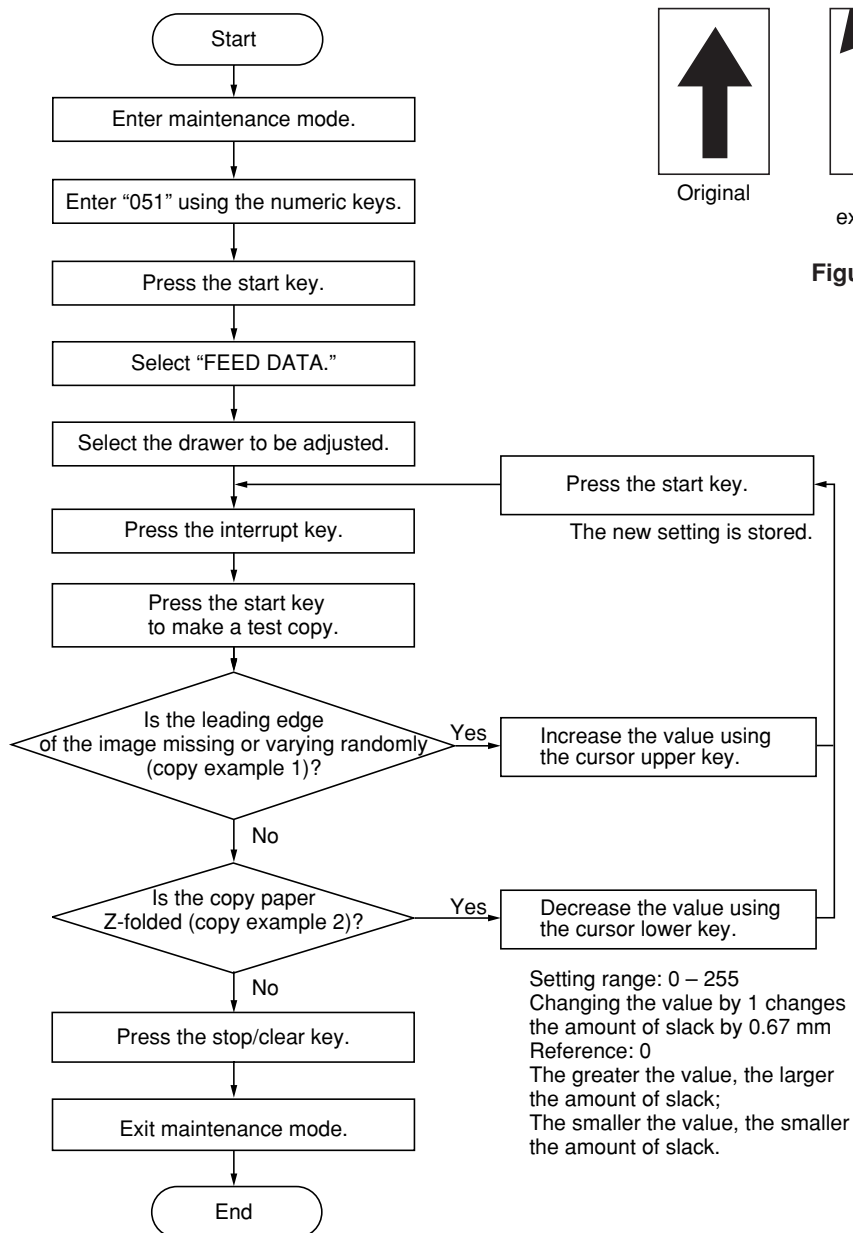 Start
Enter maintenance mode.
Enter “051” using the numeric keys.
Press the start key.
Select “FEED DATA.”
Select the drawer to be adjusted.
Press the interrupt key.
Press the start key
to make a test copy.
Is the leading edge
of the image missing or varying randomly
(copy example 1)?
Yes
Increase the value using
the cursor upper key.
No
Is the copy paper
Z-folded (copy example 2)?
Yes
Decrease the value using
the cursor lower key.
No
Press the stop/clear key.
Exit maintenance mode.
End
Press the start key.
The new setting is stored.
Setting range: 0 – 255
Changing the value by 1 changes
the amount of slack by 0.67 mm
Reference: 0
The greater the value, the larger
the amount of slack;
The smaller the value, the smaller
the amount of slack.
Original